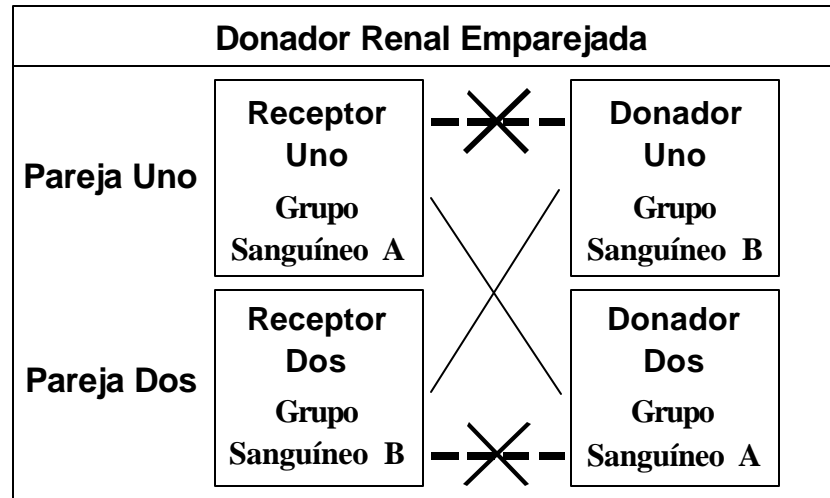 Donador Renal Emparejada
Pareja Uno
Receptor
Uno
Grupo
Sanguíneo A
Donador
Uno
Grupo
Sanguíneo B
Pareja Dos
Receptor
Dos
Grupo
Sanguíneo B
Donador
Dos
Grupo
Sanguíneo A